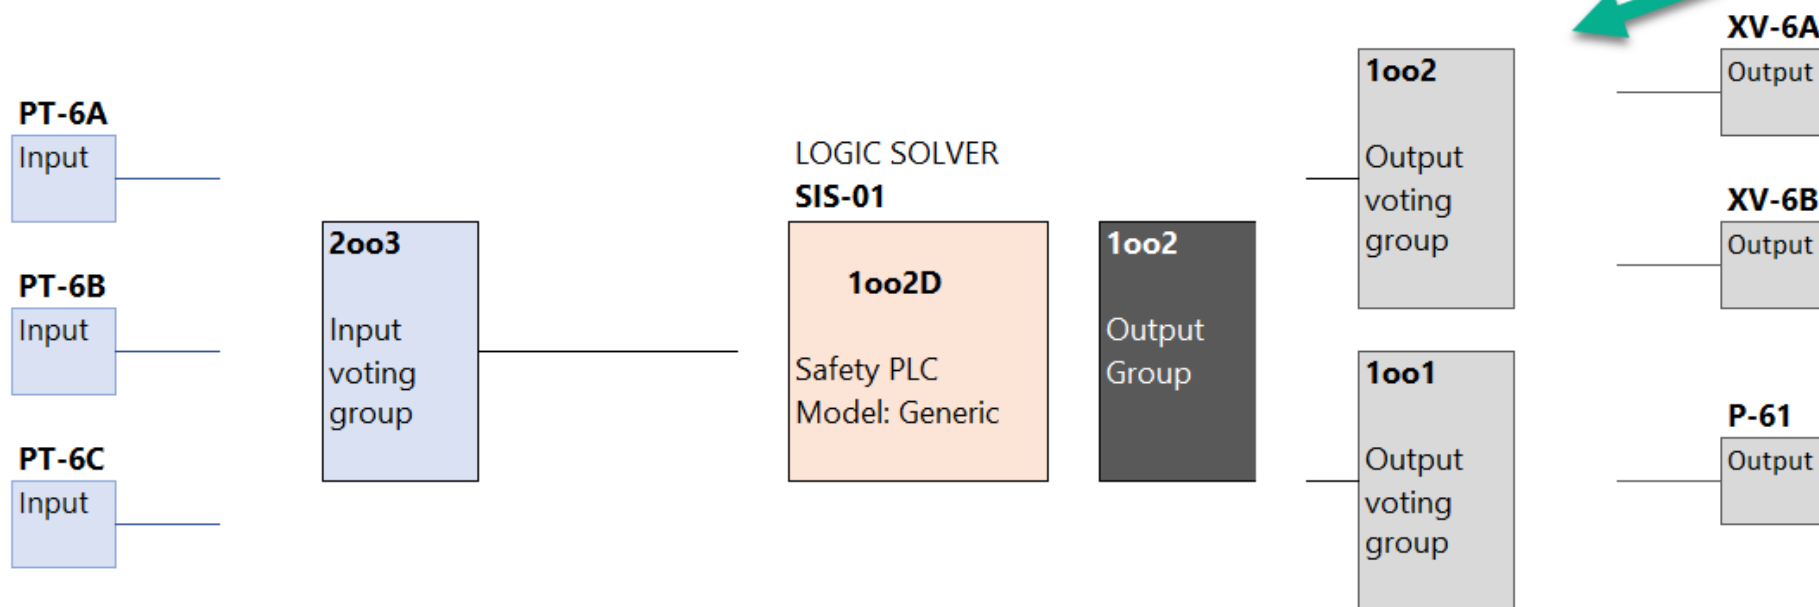 PT-6A
Input
PT-6B
Input
PT-6C
Input
2oo3
Input
voting
group
LOGIC SOLVER
SIS-01
1oo2D
Safety PLC
Model: Generic
1oo2
Output
Group
1oo2
Output
voting
group
1oo1
Output
voting
group
XV-6A
Output
XV-6B
Output
P-61
Output